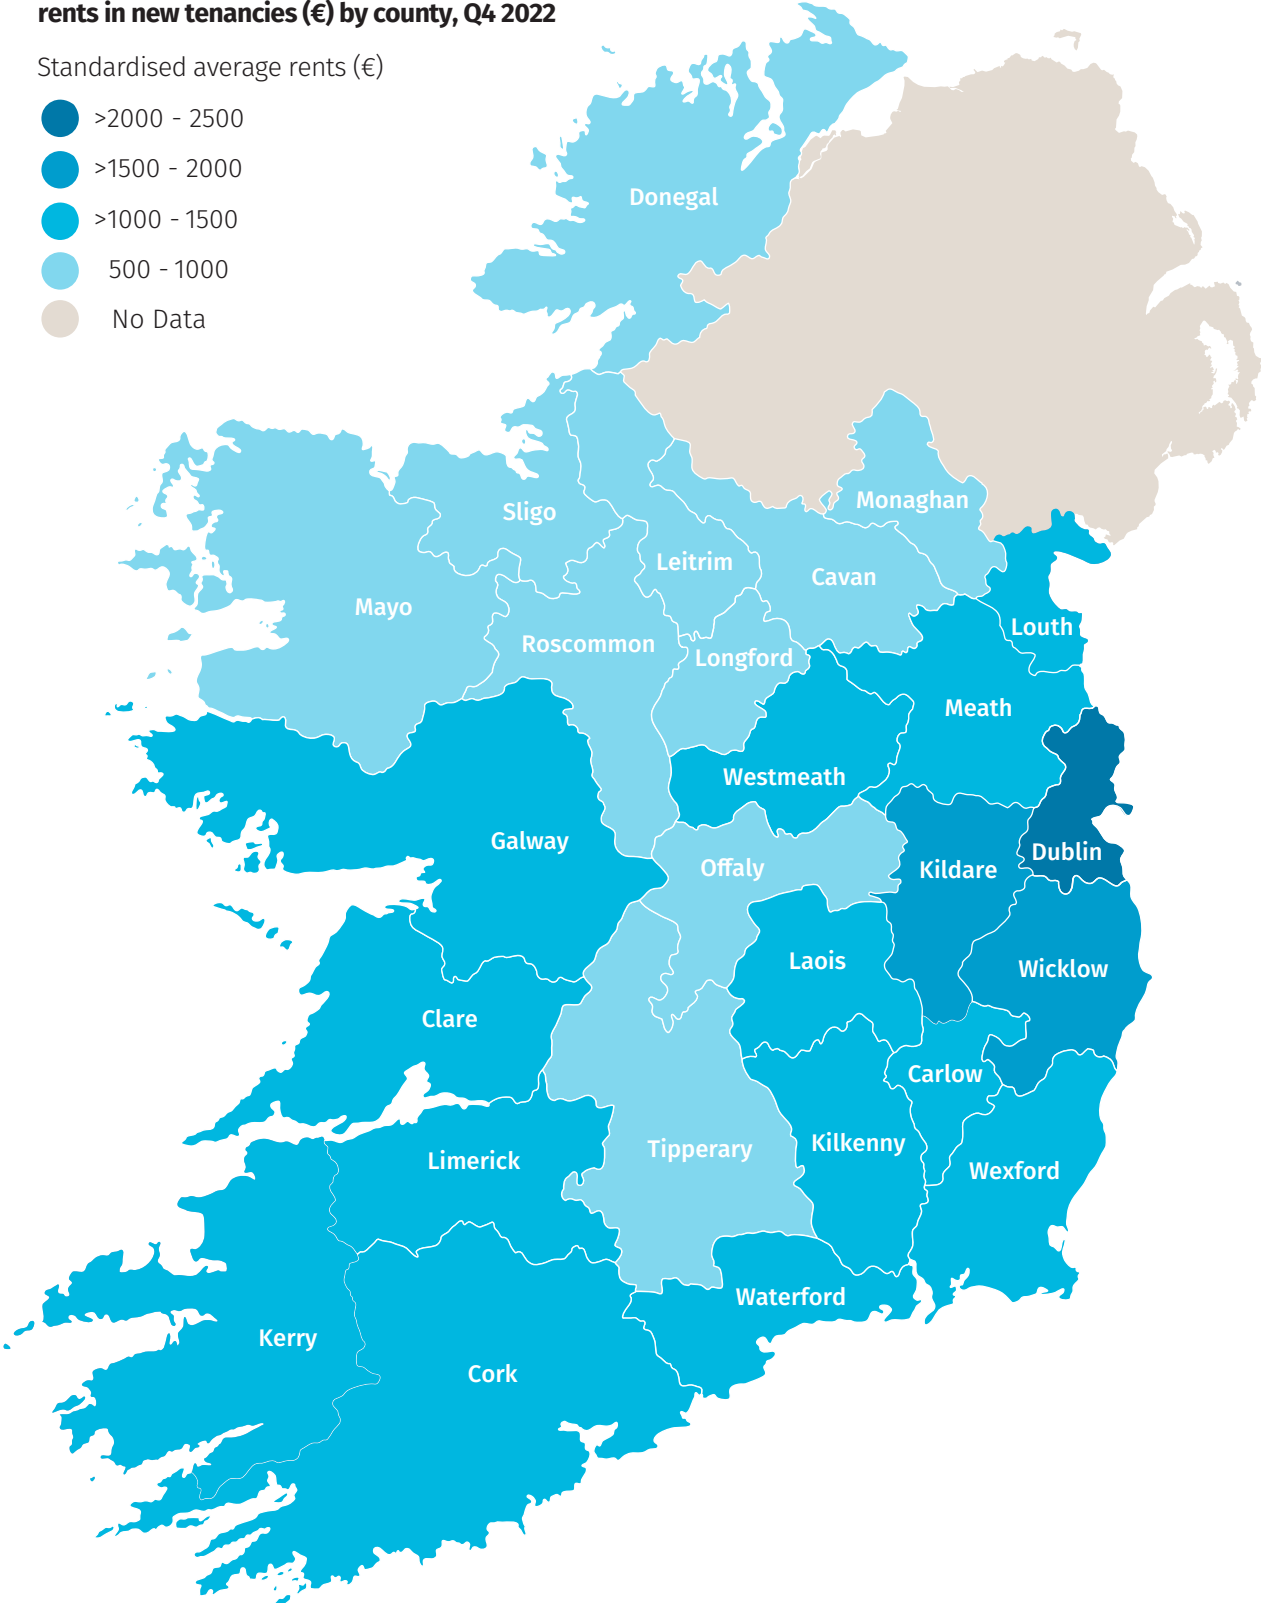 rents in new tenancies (€) by county, Q4 2022
Standardised average rents (€)
>2000 - 2500
>1500 - 2000
>1000 - 1500
500 - 1000
No Data
Donegal
Monaghan
Sligo
Leitrim
Cavan
Mayo
Louth
Roscommon
Longford
Meath
Westmeath
Galway
Dublin
Offaly
Kildare
Laois
Wicklow
Clare
Carlow
Kilkenny
Tipperary
Limerick
Wexford
Waterford
Kerry
Cork